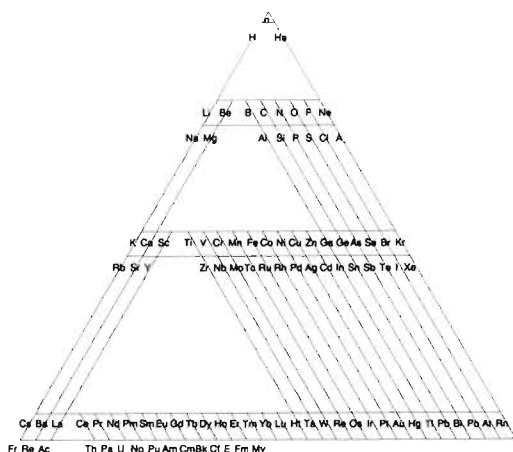 n
H He
Li Be B C N O F Ne
Na Mg Al Si P S Cl A
K Ca Sc Ti V Cr Mn Fe Co Ni Cu Zn Ga Ge As Se Br Kr
Rb Sr Y Zr Nb Mo Tc Ru Rh Pd Ag Cd In Sn Sb Te I Xe
Cs Ba La Ce Pr Nd Pm Sm Eu Gd Tb Dy Ho Er Tm Yb Lu Hf Ta W Re Os Ir Pt Au Hg Tl Pb Bi Pb At Rn
Fr Ra Ac Th Pa U Np Pu Am Cm Bk Cf E Fm Mv